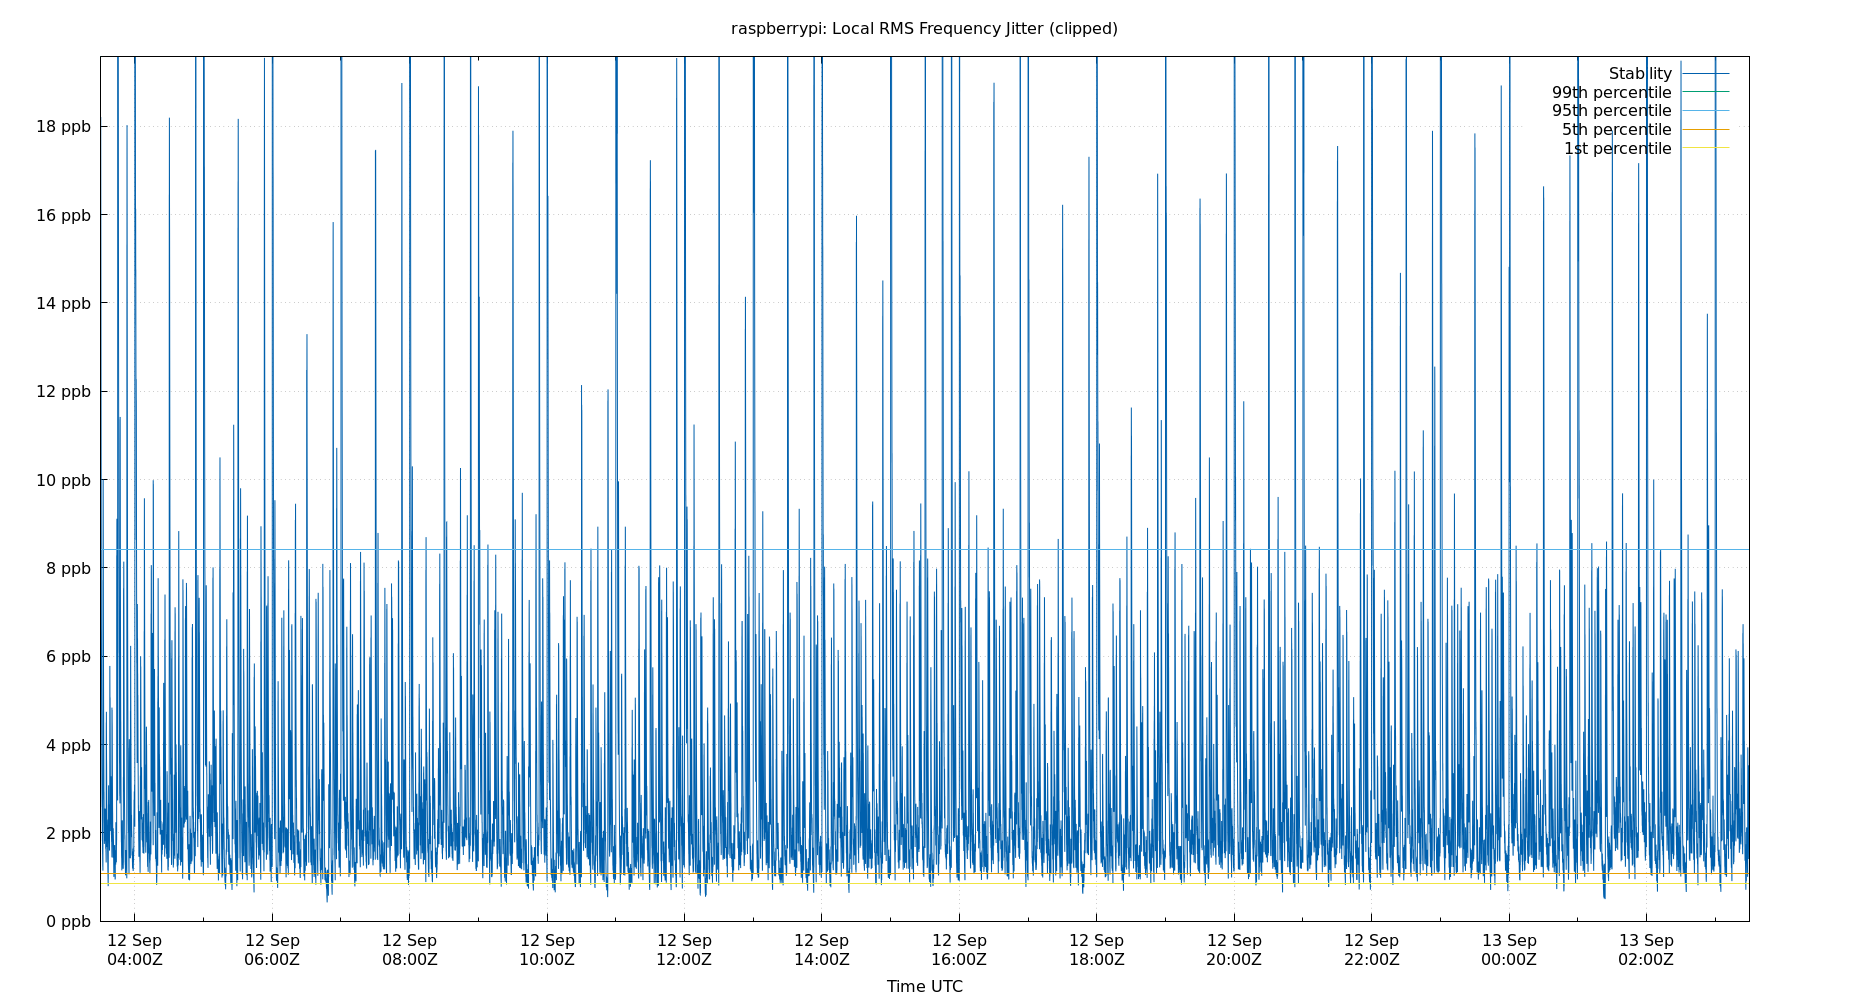 raspberrypi: Local RMS Frequency Jitter (clipped)
Stability
99th percentile
95th percentile
5th percentile
1st percentile
18 ppb
16 ppb
14 ppb
12 ppb
10 ppb
8 ppb
6 ppb
4 ppb
2 ppb
0 ppb
12 Sep 12 Sep 12 Sep 12 Sep 12 Sep 12 Sep 12 Sep 12 Sep 12 Sep 12 Sep 13 Sep 13 Sep
04:00Z 06:00Z 08:00Z 10:00Z 12:00Z 14:00Z 16:00Z 18:00Z 20:00Z 22:00Z 00:00Z 02:00Z
Time UTC